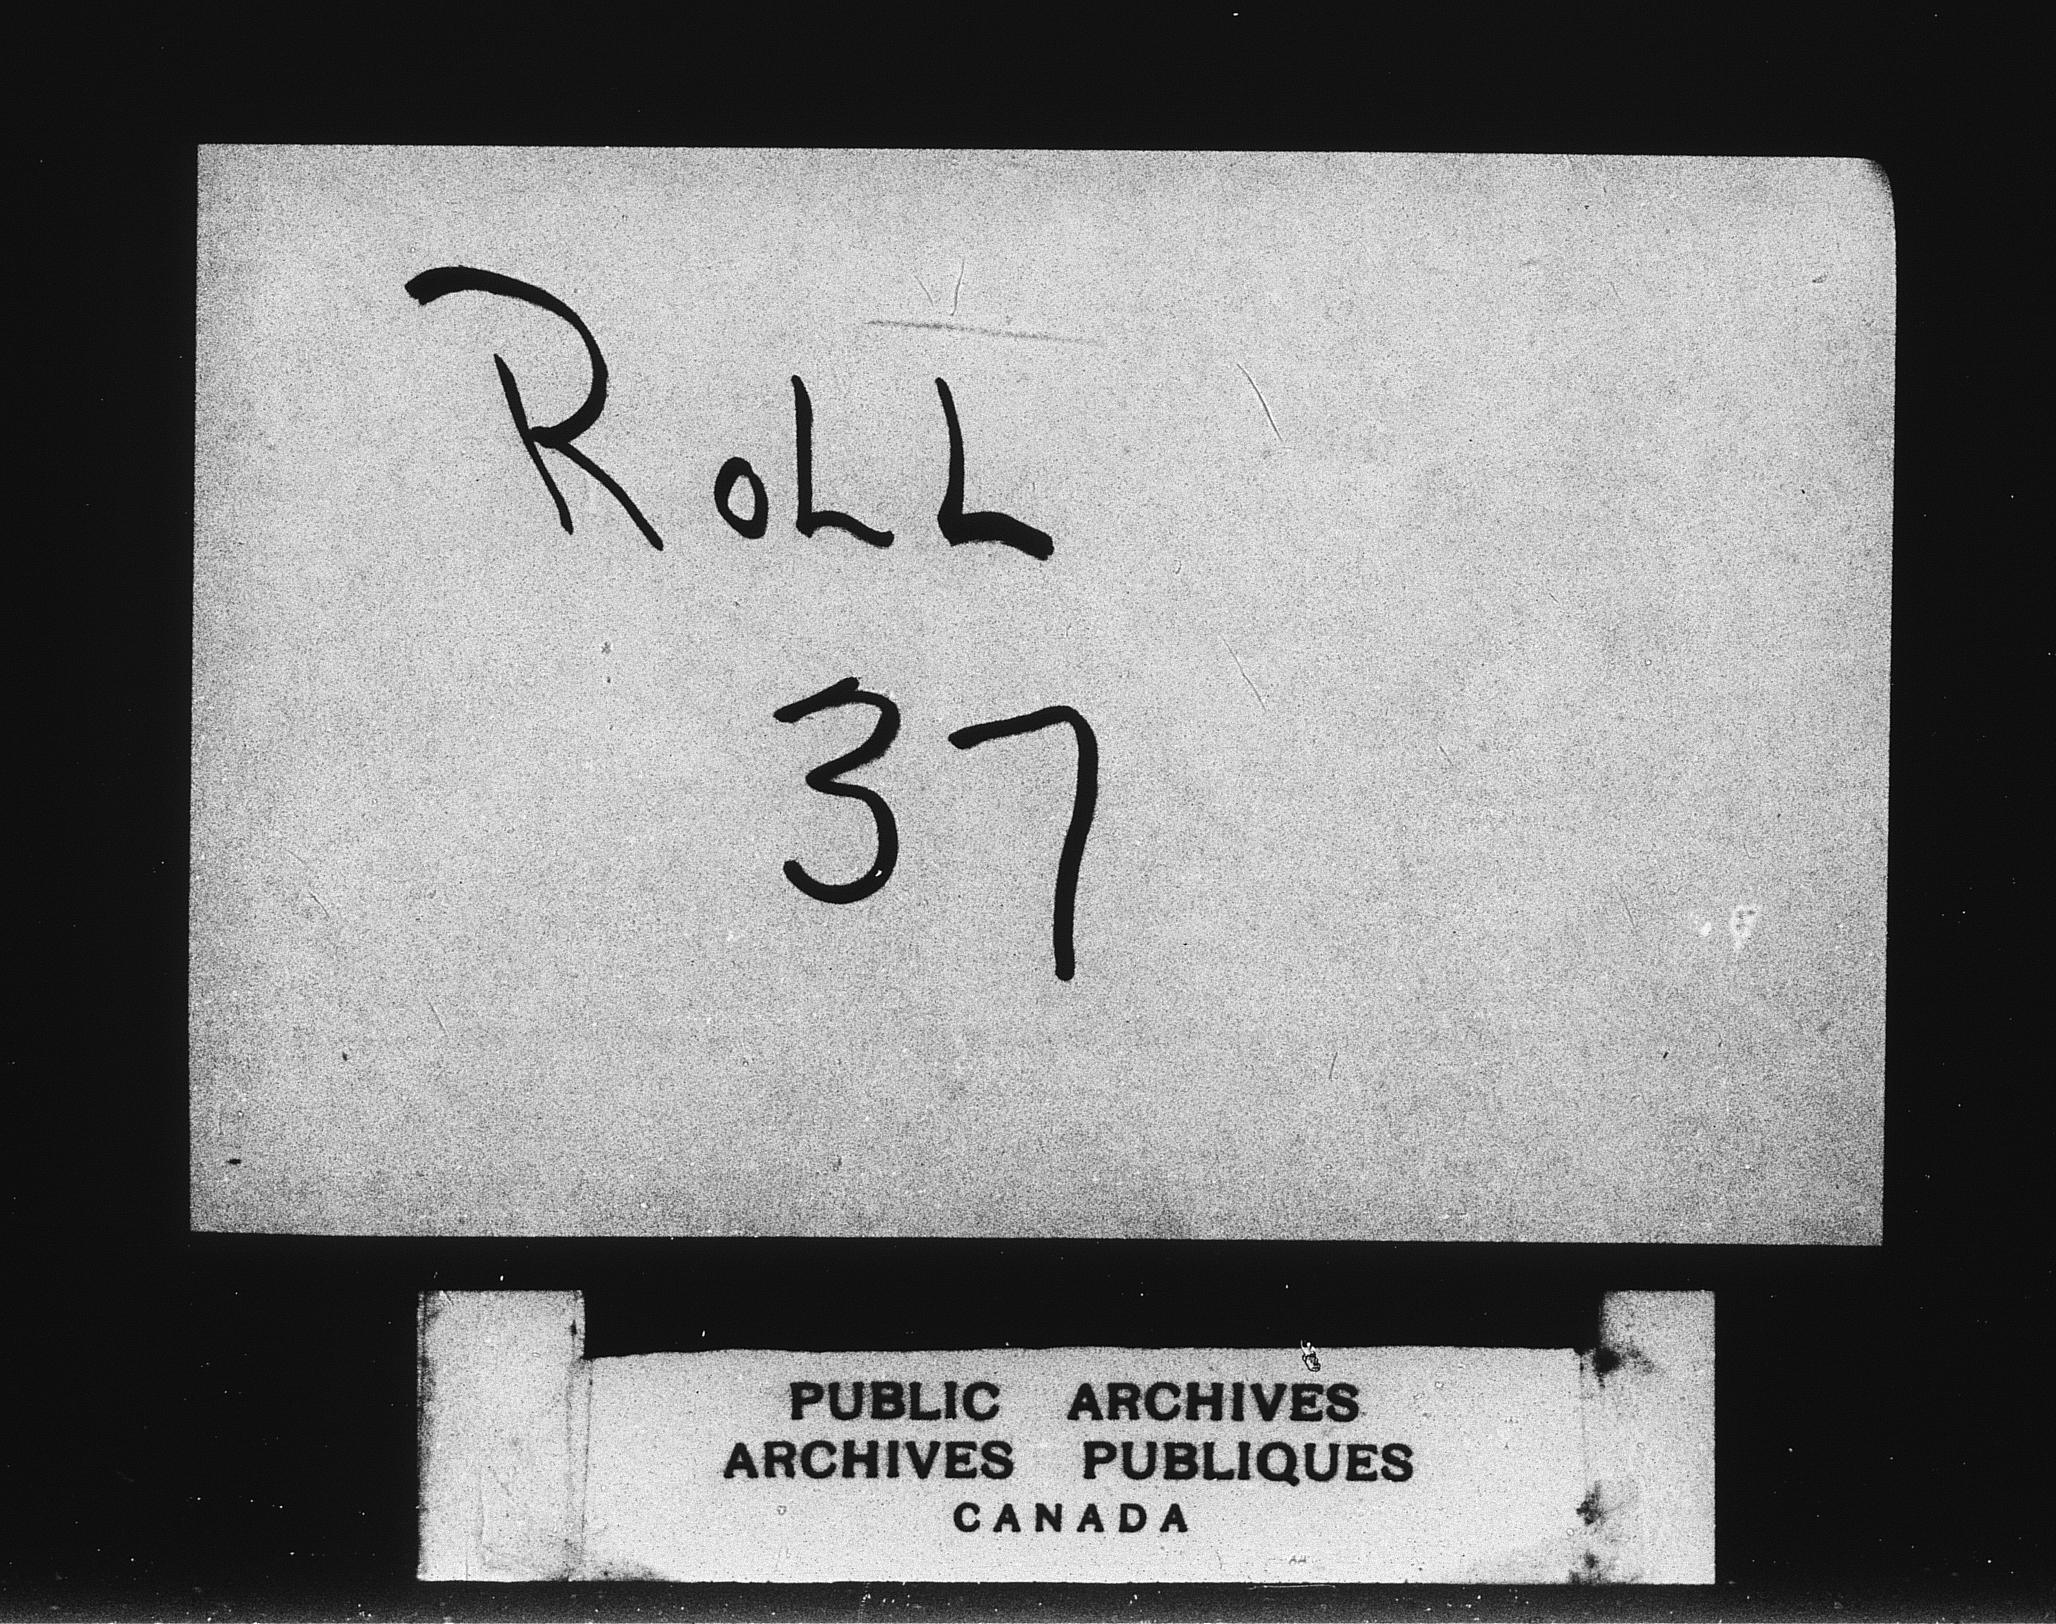 RoLL
37
PUBLIC ARCHIVES
ARCHIVES PUBLIQUES
CANADA